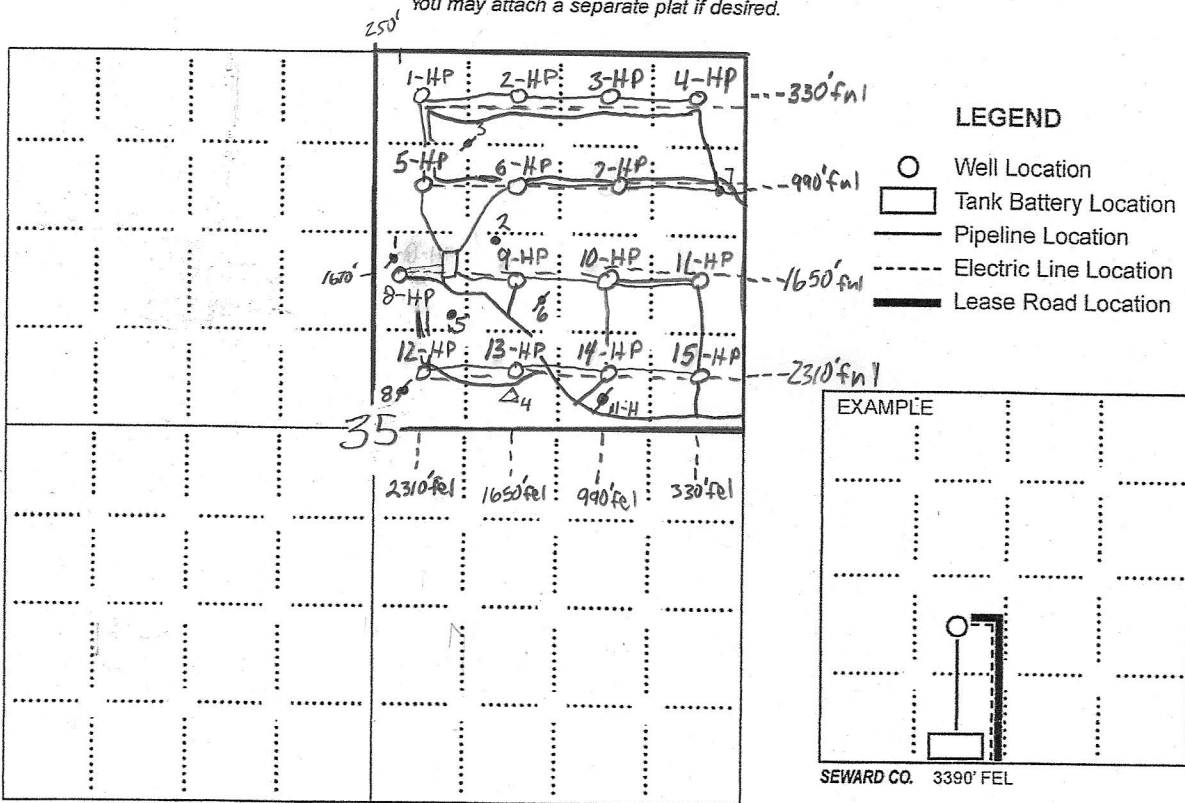 You may attach a separate plat if desired.
250'
1-HP 2-HP 3-HP 4-HP
330'fnl
3
5-HP 6-HP 7-HP 7
990'fnl
2
1
9-HP 10-HP 11-HP
1650'fnl
8-HP
6
5
12-HP 13-HP 14-HP 15-HP
2310'fnl
8 4 11-H
35
2310'fel 1650'fel 990'fel 330'fel
LEGEND
Well Location
Tank Battery Location
Pipeline Location
Electric Line Location
Lease Road Location
EXAMPLE
SEWARD CO. 3390' FEL